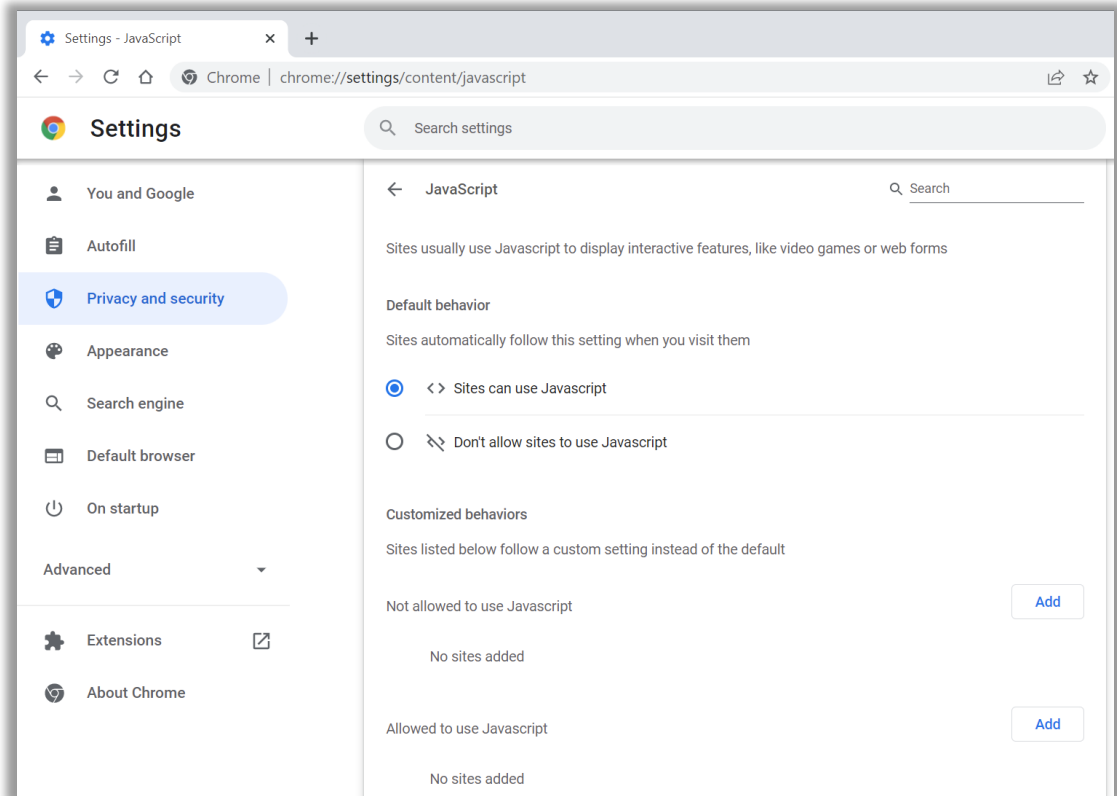 Settings - JavaScript
Chrome | chrome://settings/content/javascript
Settings
Search settings
You and Google
Autofill
Privacy and security
Appearance
Search engine
Default browser
On startup
Advanced
Extensions
About Chrome
JavaScript
Search
Sites usually use Javascript to display interactive features, like video games or web forms
Default behavior
Sites automatically follow this setting when you visit them
Sites can use Javascript
Don't allow sites to use Javascript
Customized behaviors
Sites listed below follow a custom setting instead of the default
Not allowed to use Javascript
Add
No sites added
Allowed to use Javascript
Add
No sites added